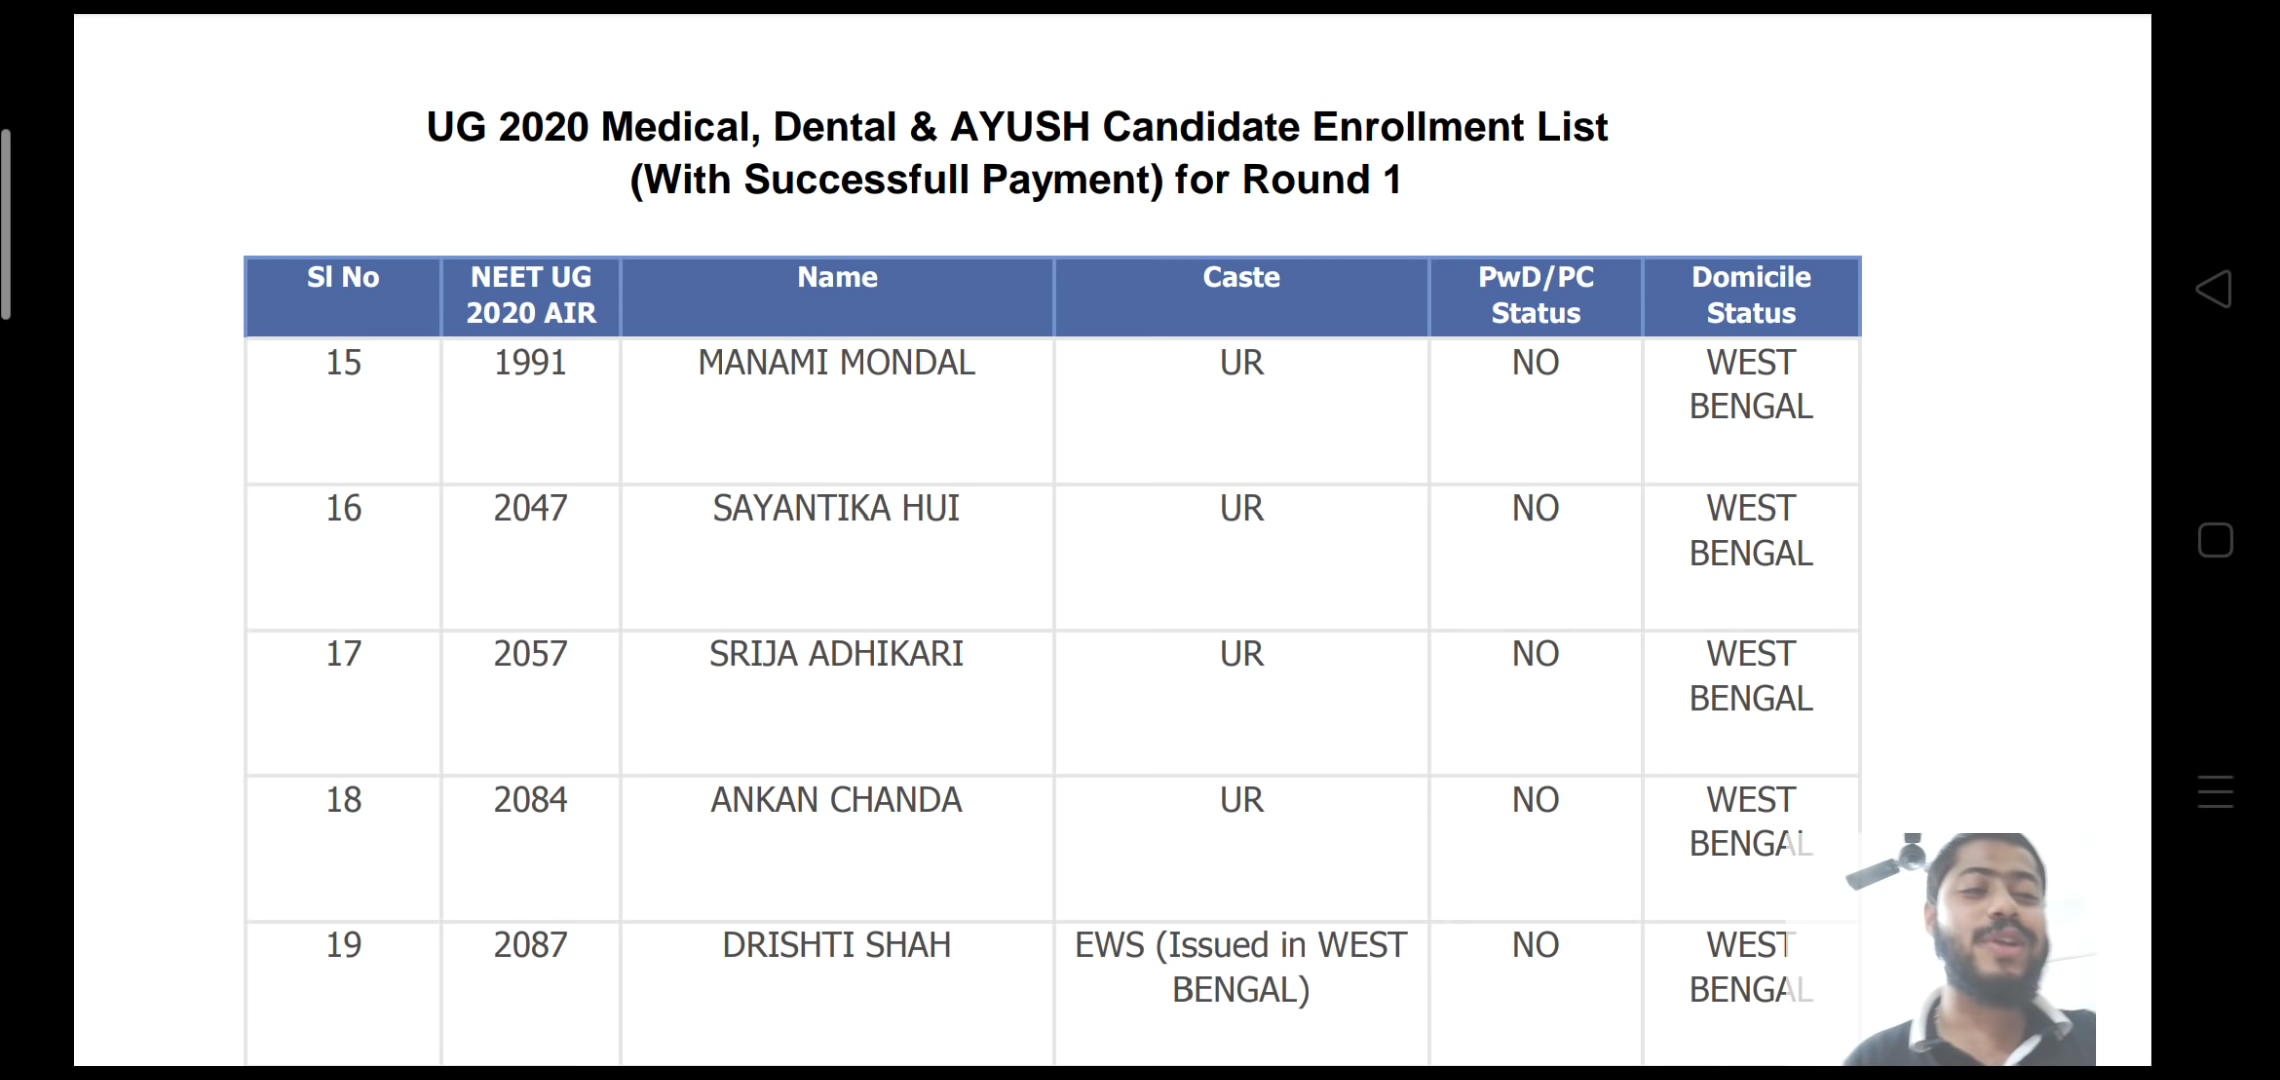 UG 2020 Medical, Dental & AYUSH Candidate Enrollment List
(With Successfull Payment) for Round 1
Sl No NEET UG 2020 AIR Name Caste PwD/PC Status Domicile Status
15 1991 MANAMI MONDAL UR NO WEST BENGAL
16 2047 SAYANTIKA HUI UR NO WEST BENGAL
17 2057 SRIJA ADHIKARI UR NO WEST BENGAL
18 2084 ANKAN CHANDA UR NO WEST BENGAL
19 2087 DRISHTI SHAH EWS (Issued in WEST BENGAL) NO WEST BENGAL